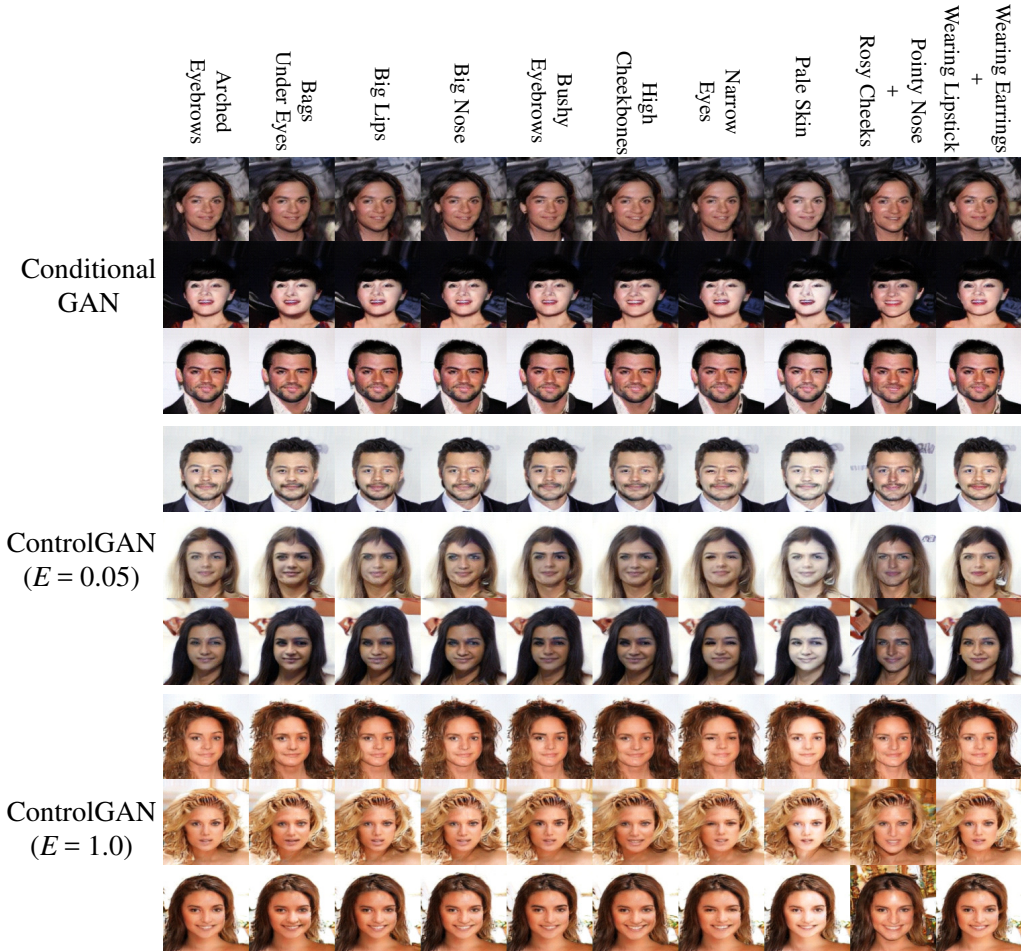 Arched
Eyebrows
Bags
Under Eyes
Big Lips
Big Nose
Bushy
Eyebrows
High
Cheekbones
Narrow
Eyes
Pale Skin
Pointy Nose
+
Rosy Cheeks
Wearing Earrings
+
Wearing Lipstick
Conditional
GAN
ControlGAN
(E = 0.05)
ControlGAN
(E = 1.0)